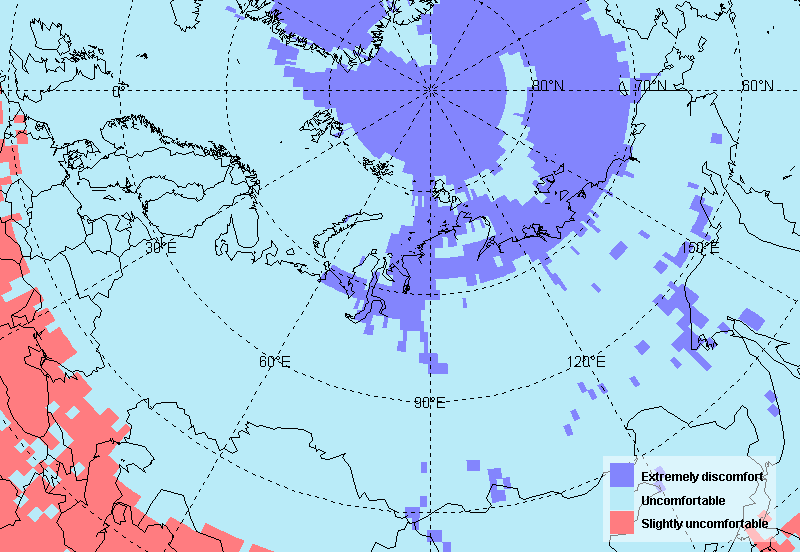 0° 80°N 70°N 60°N
30°E 150°E
60°E 120°E
90°E
Extremely discomfort
Uncomfortable
Slightly uncomfortable